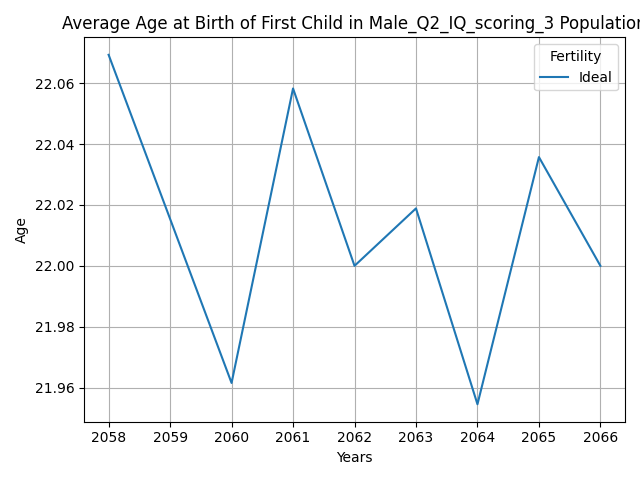 Average Age at Birth of First Child in Male_Q2_IQ_scoring_3 Population
Fertility
Ideal
22.06
22.04
22.02
22.00
21.98
21.96
Age
2058 2059 2060 2061 2062 2063 2064 2065 2066
Years